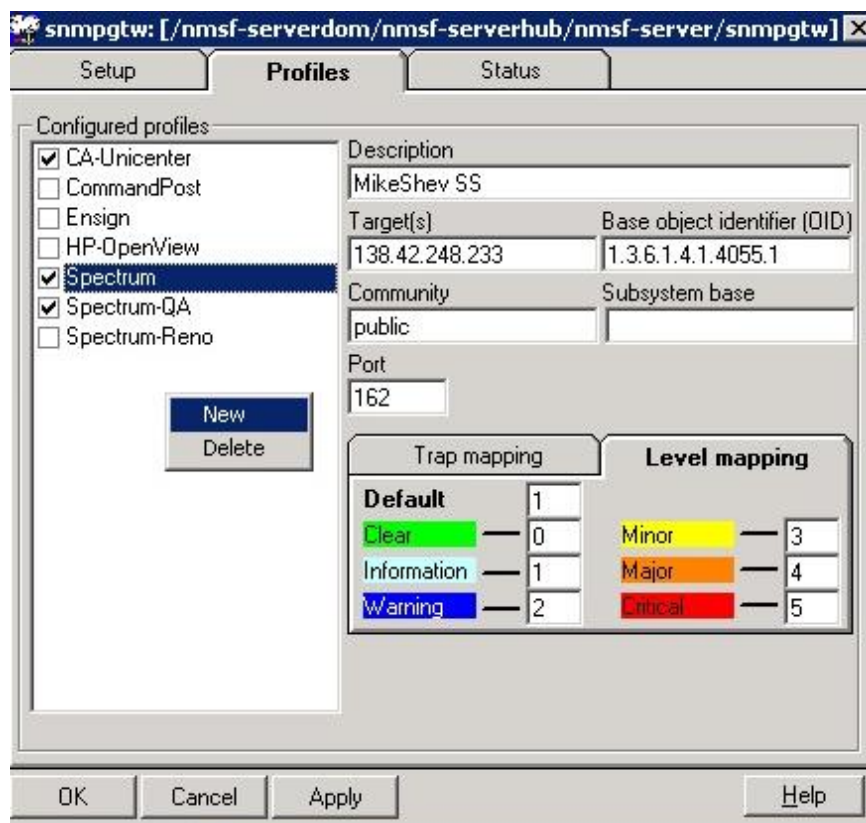 snmpgtw: [/nmsf-serverdom/nmsf-serverhub/nmsf-server/snmpgtw]
Setup Profiles Status
Configured profiles
CA-Unicenter
CommandPost
Ensign
HP-OpenView
Spectrum
Spectrum-QA
Spectrum-Reno
New
Delete
Description
MikeShev SS
Target(s) Base object identifier (OID)
138.42.248.233 1.3.6.1.4.1.4055.1
Community Subsystem base
public
Port
162
Trap mapping Level mapping
Default 1
Clear 0 Minor 3
Information 1 Major 4
Warning 2 Critical 5
OK Cancel Apply Help